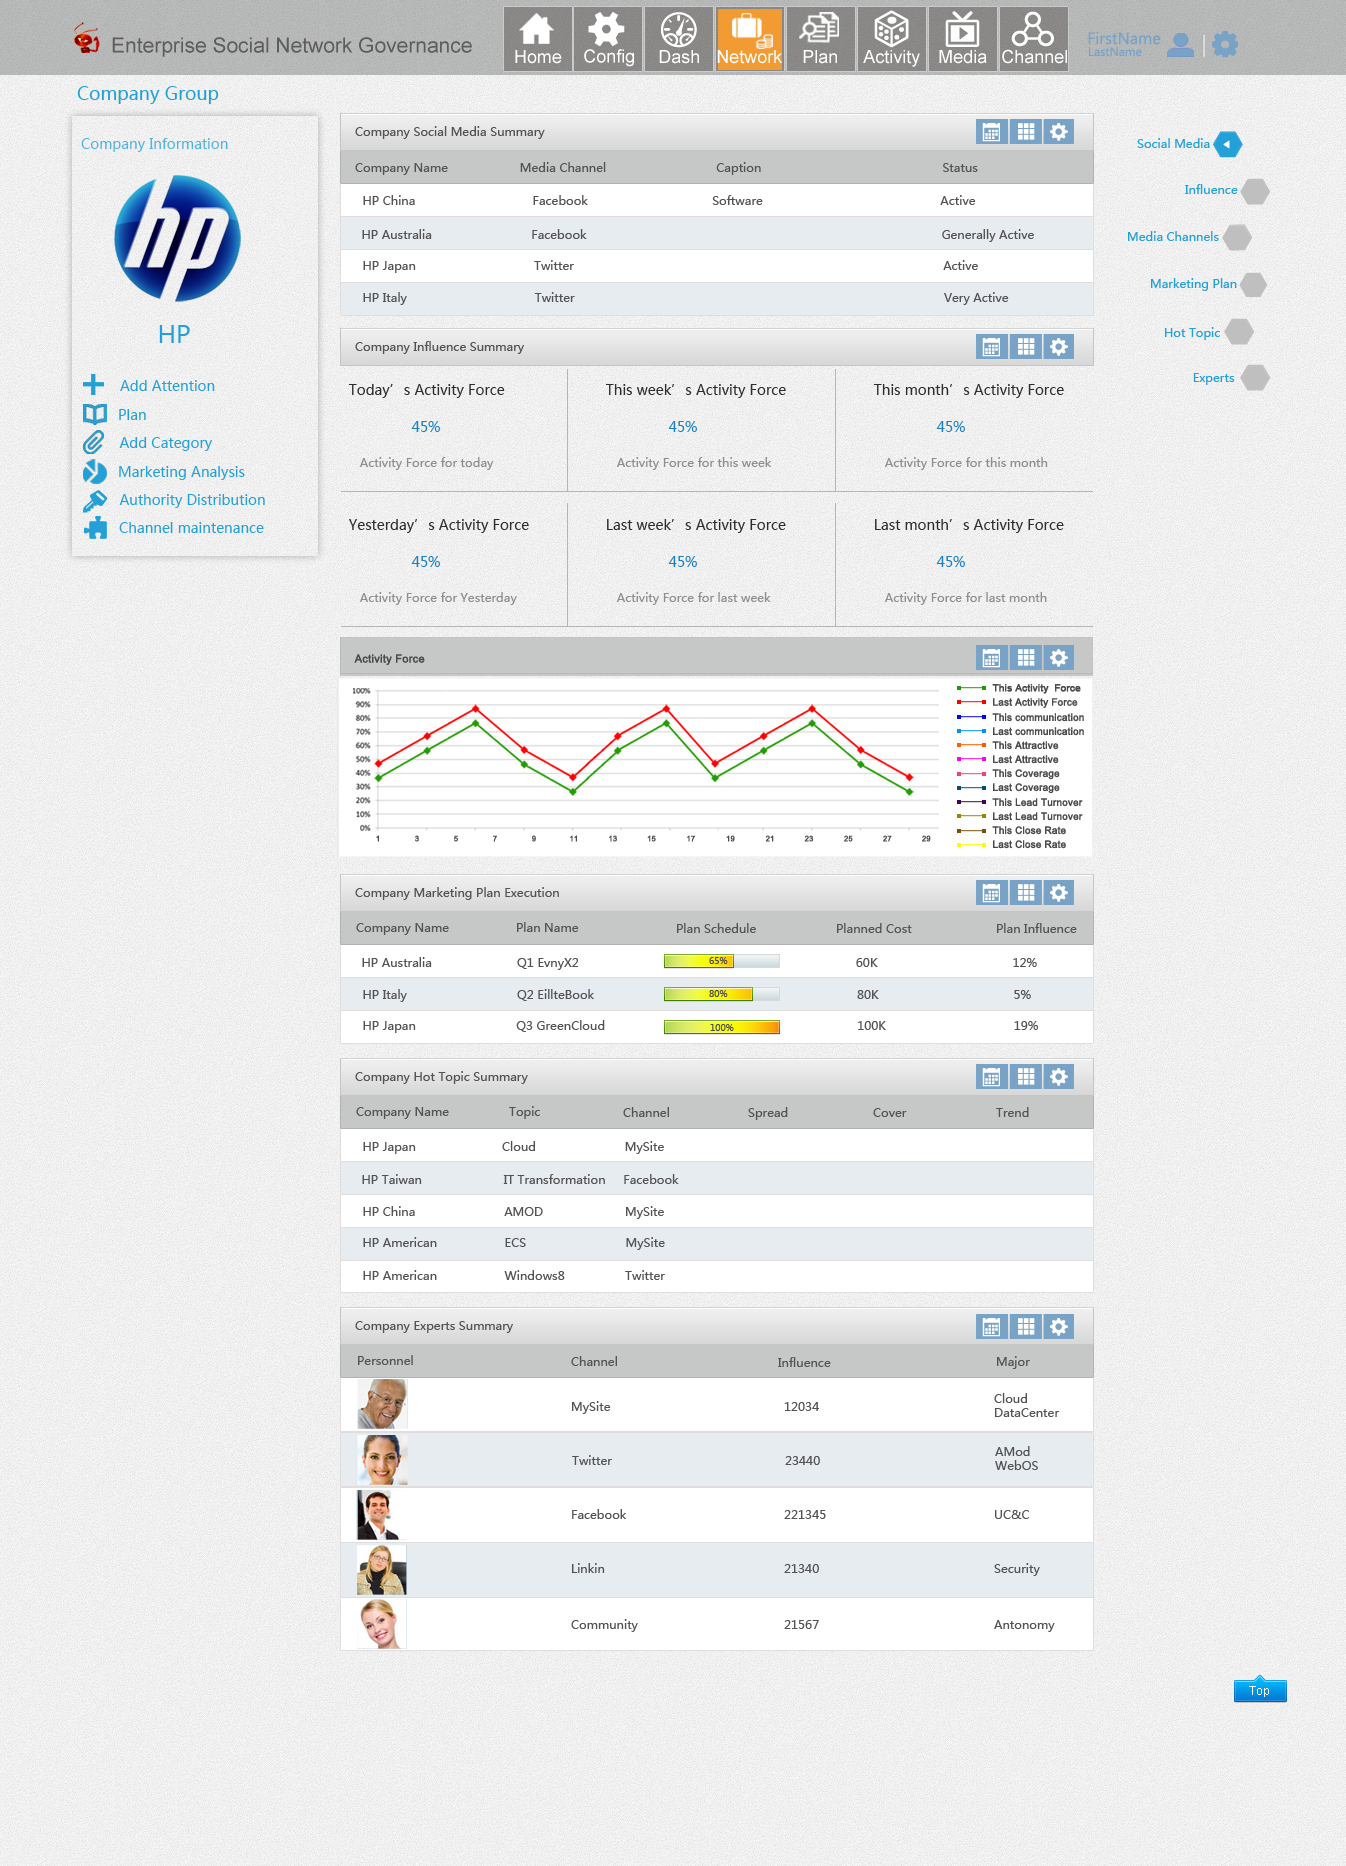 Enterprise Social Network Governance
Home
Config
Dash
Network
Plan
Activity
Media
Channel
FirstName
LastName
Company Group
Company Information
hp
HP
Add Attention
Plan
Add Category
Marketing Analysis
Authority Distribution
Channel maintenance
Company Social Media Summary
Company Name Media Channel Caption Status
HP China Facebook Software Active
HP Australia Facebook Generally Active
HP Japan Twitter Active
HP Italy Twitter Very Active
Company Influence Summary
Today’s Activity Force This week’s Activity Force This month’s Activity Force
45% 45% 45%
Activity Force for today Activity Force for this week Activity Force for this month
Yesterday’s Activity Force Last week’s Activity Force Last month’s Activity Force
45% 45% 45%
Activity Force for Yesterday Activity Force for last week Activity Force for last month
Activity Force
100%
90%
80%
70%
60%
50%
40%
30%
20%
10%
0%
1 3 5 7 9 11 13 15 17 19 21 23 25 27 29
This Activity Force
Last Activity Force
This communication
Last communication
This Attractive
Last Attractive
This Coverage
Last Coverage
This Lead Turnover
Last Lead Turnover
This Close Rate
Last Close Rate
Company Marketing Plan Execution
Company Name Plan Name Plan Schedule Planned Cost Plan Influence
HP Australia Q1 EvnyX2 65% 60K 12%
HP Italy Q2 EillteBook 80% 80K 5%
HP Japan Q3 GreenCloud 100% 100K 19%
Company Hot Topic Summary
Company Name Topic Channel Spread Cover Trend
HP Japan Cloud MySite
HP Taiwan IT Transformation Facebook
HP China AMOD MySite
HP American ECS MySite
HP American Windows8 Twitter
Company Experts Summary
Personnel Channel Influence Major
MySite 12034 Cloud
DataCenter
Twitter 23440 AMod
WebOS
Facebook 221345 UC&C
Linkin 21340 Security
Community 21567 Antonomy
Social Media
Influence
Media Channels
Marketing Plan
Hot Topic
Experts
Top